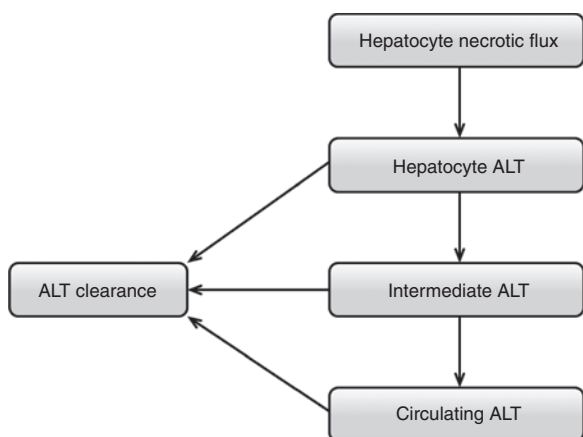 Hepatocyte necrotic flux
Hepatocyte ALT
ALT clearance
Intermediate ALT
Circulating ALT